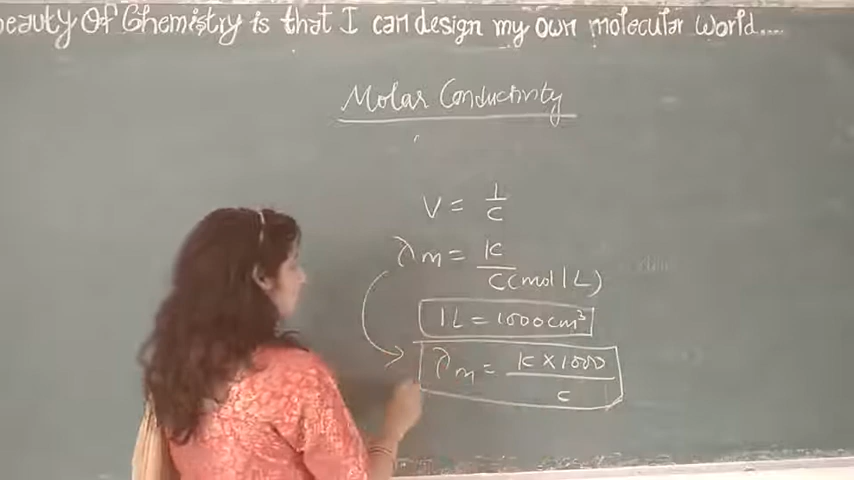 eauty Of Chemistry is that I can design my own molecular world....
Molar Conductivity
V = 1/C
λm = K/C(mol/L)
1L = 1000cm³
λm = K×1000/C